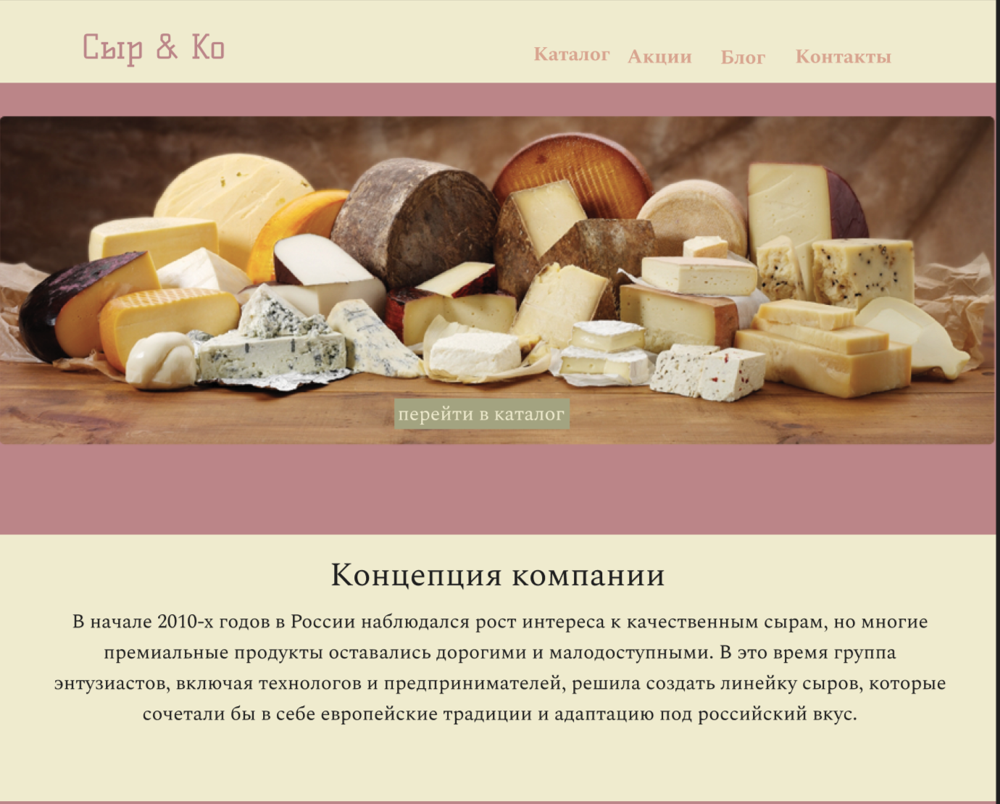 Сыр & Ко
Каталог Акции Блог Контакты
перейти в каталог
Концепция компании
В начале 2010-х годов в России наблюдался рост интереса к качественным сырам, но многие
премиальные продукты оставались дорогими и малодоступными. В это время группа
энтузиастов, включая технологов и предпринимателей, решила создать линейку сыров, которые
сочетали бы в себе европейские традиции и адаптацию под российский вкус.